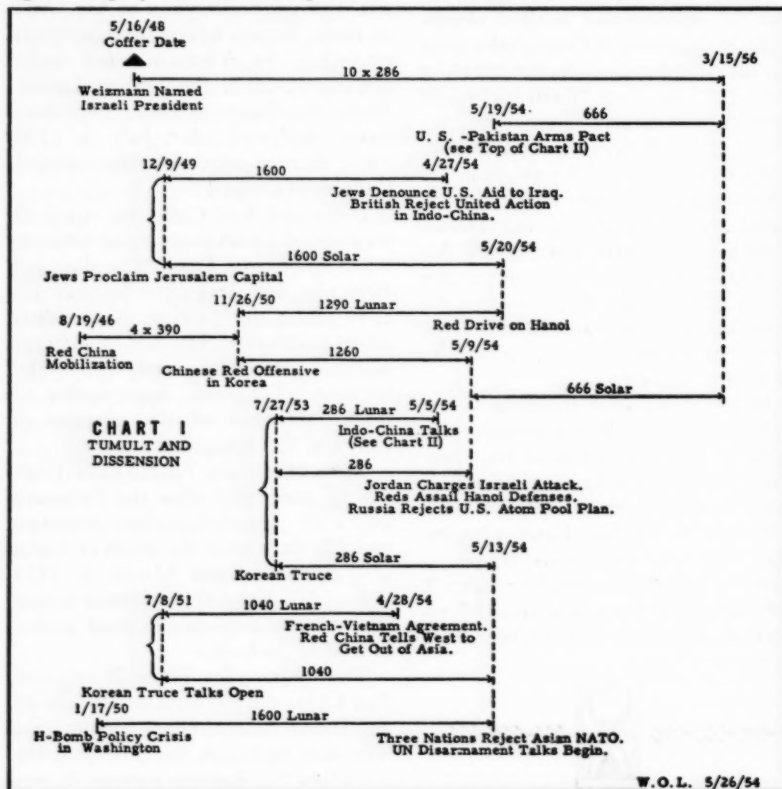 5/16/48
Coffer Date
3/15/56
10 x 286
Weizmann Named
Israeli President
5/19/54
666
U. S. -Pakistan Arms Pact
(see Top of Chart II)
12/9/49
1600
4/27/54
Jews Denounce U.S. Aid to Iraq.
British Reject United Action
in Indo-China.
1600 Solar
5/20/54
Jews Proclaim Jerusalem Capital
11/26/50
1290 Lunar
8/19/46
4 x 390
Red Drive on Hanoi
Red China
Mobilization
1260
5/9/54
Chinese Red Offensive
in Korea
666 Solar
7/27/53
286 Lunar
5/5/54
CHART I
TUMULT AND
DISSENSION
Indo-China Talks
(See Chart II)
286
Jordan Charges Israeli Attack.
Reds Assail Hanoi Defenses.
Russia Rejects U.S. Atom Pool Plan.
286 Solar
5/13/54
Korean Truce
7/8/51
1040 Lunar
4/28/54
French-Vietnam Agreement.
Red China Tells West to
Get Out of Asia.
1040
Korean Truce Talks Open
1/17/50
1600 Lunar
H-Bomb Policy Crisis
in Washington
Three Nations Reject Asian NATO.
UN Disarmament Talks Begin.
W.O.L. 5/26/54